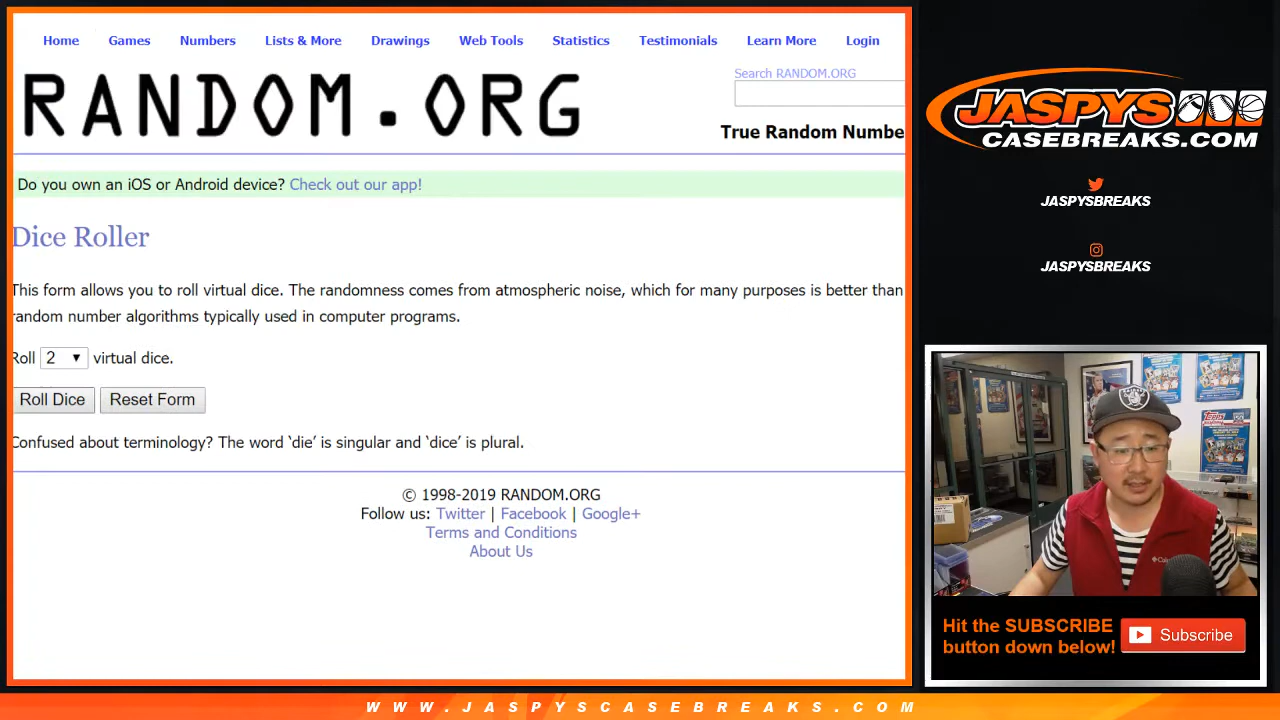 Home Games Numbers Lists & More Drawings Web Tools Statistics Testimonials Learn More Login
RANDOM.ORG
Search RANDOM.ORG
True Random Numbe
Do you own an iOS or Android device? Check out our app!
Dice Roller
This form allows you to roll virtual dice. The randomness comes from atmospheric noise, which for many purposes is better than
random number algorithms typically used in computer programs.
Roll 2 virtual dice.
Roll Dice Reset Form
Confused about terminology? The word ‘die’ is singular and ‘dice’ is plural.
© 1998-2019 RANDOM.ORG
Follow us: Twitter | Facebook | Google+
Terms and Conditions
About Us
JASPYS
CASEBREAKS.COM
JASPYSBREAKS
JASPYSBREAKS
Topps
Columbia
Hit the SUBSCRIBE
button down below!
Subscribe
WWW.JASPYSCASEBREAKS.COM